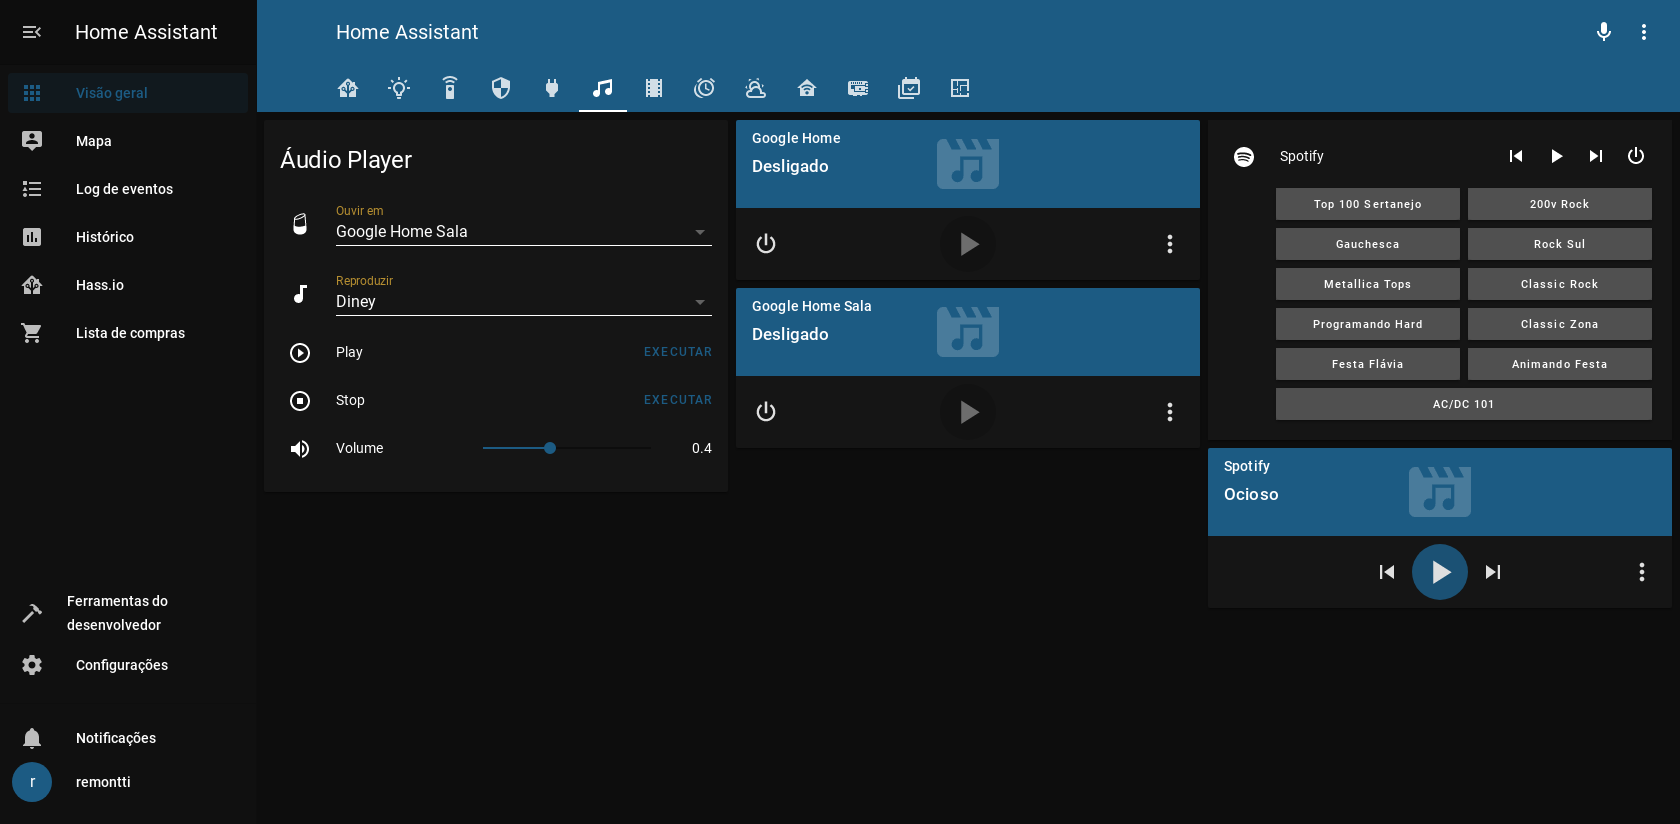 Home Assistant
Visão geral
Mapa
Log de eventos
Histórico
Hass.io
Lista de compras
Ferramentas do
desenvolvedor
Configurações
Notificações
r
remontti
Home Assistant
Áudio Player
Ouvir em
Google Home Sala
Reproduzir
Diney
Play
EXECUTAR
Stop
EXECUTAR
Volume
0.4
Google Home
Desligado
Google Home Sala
Desligado
Spotify
Top 100 Sertanejo
200v Rock
Gauchesca
Rock Sul
Metallica Tops
Classic Rock
Programando Hard
Classic Zona
Festa Flávia
Animando Festa
AC/DC 101
Spotify
Ocioso